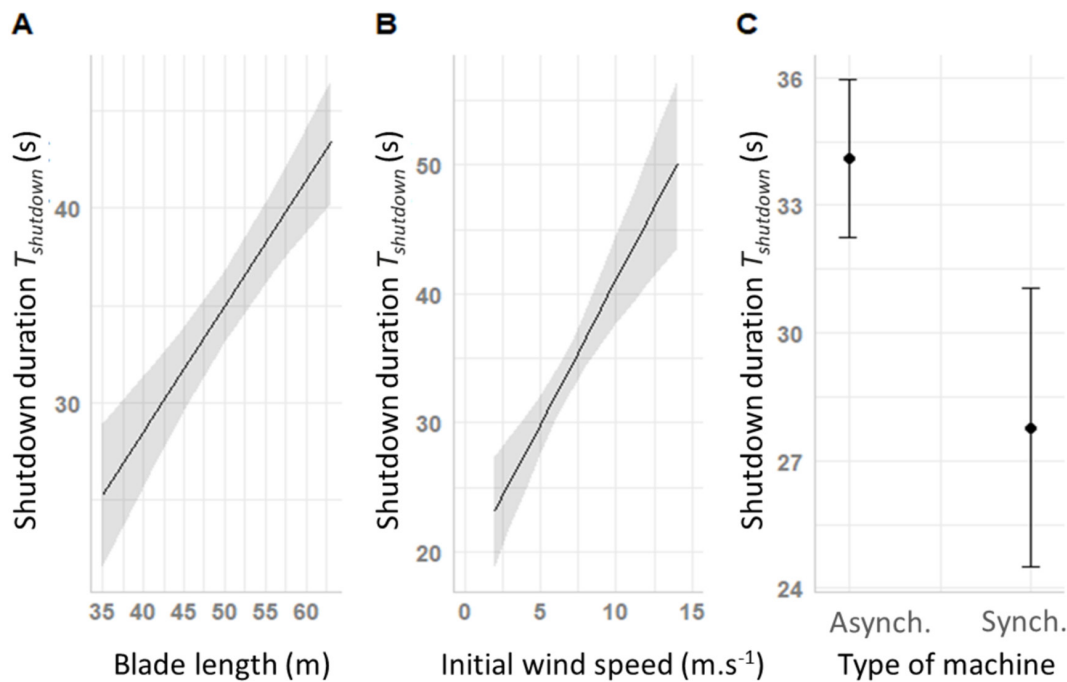 A
Shutdown duration T_shutdown (s)
40
30
35 40 45 50 55 60
Blade length (m)
B
Shutdown duration T_shutdown (s)
50
40
30
20
0 5 10 15
Initial wind speed (m.s⁻¹)
C
Shutdown duration T_shutdown (s)
36
33
30
27
24
Asynch. Synch.
Type of machine